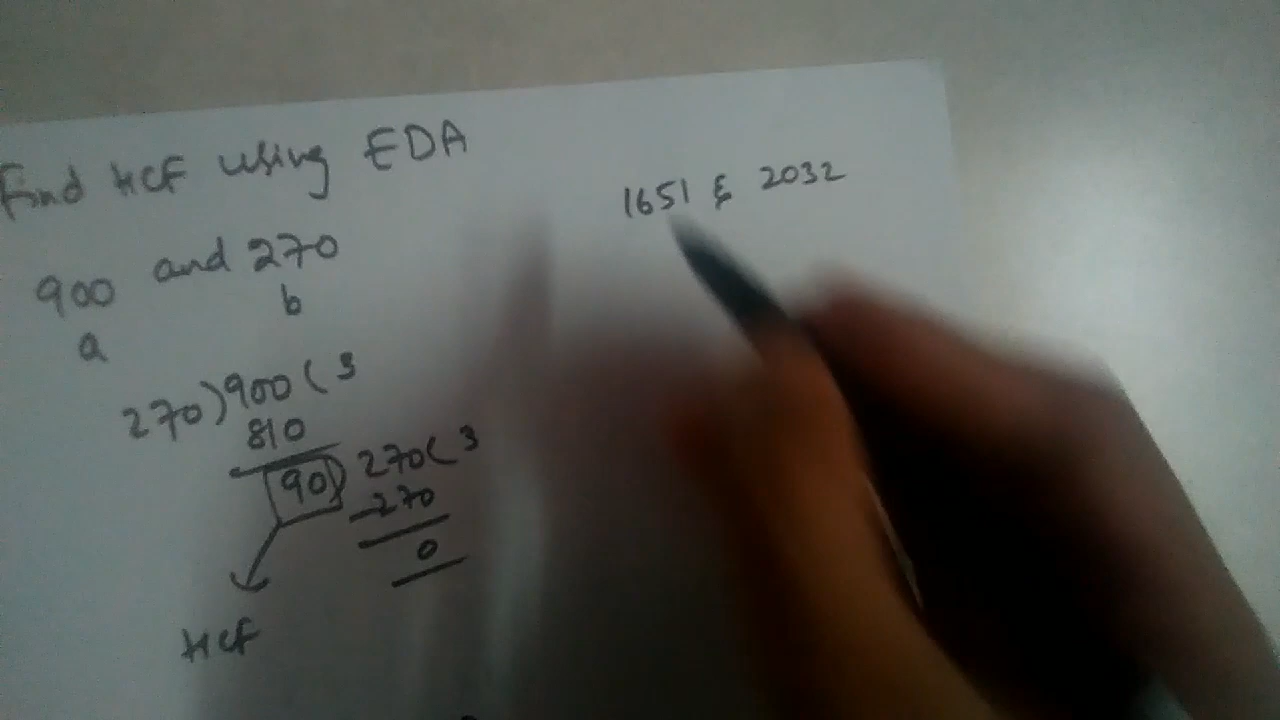 Find HCF using EDA
900 and 270
a b
270)900(3
810
90)270(3
-270
0
HCF
1651 & 2032